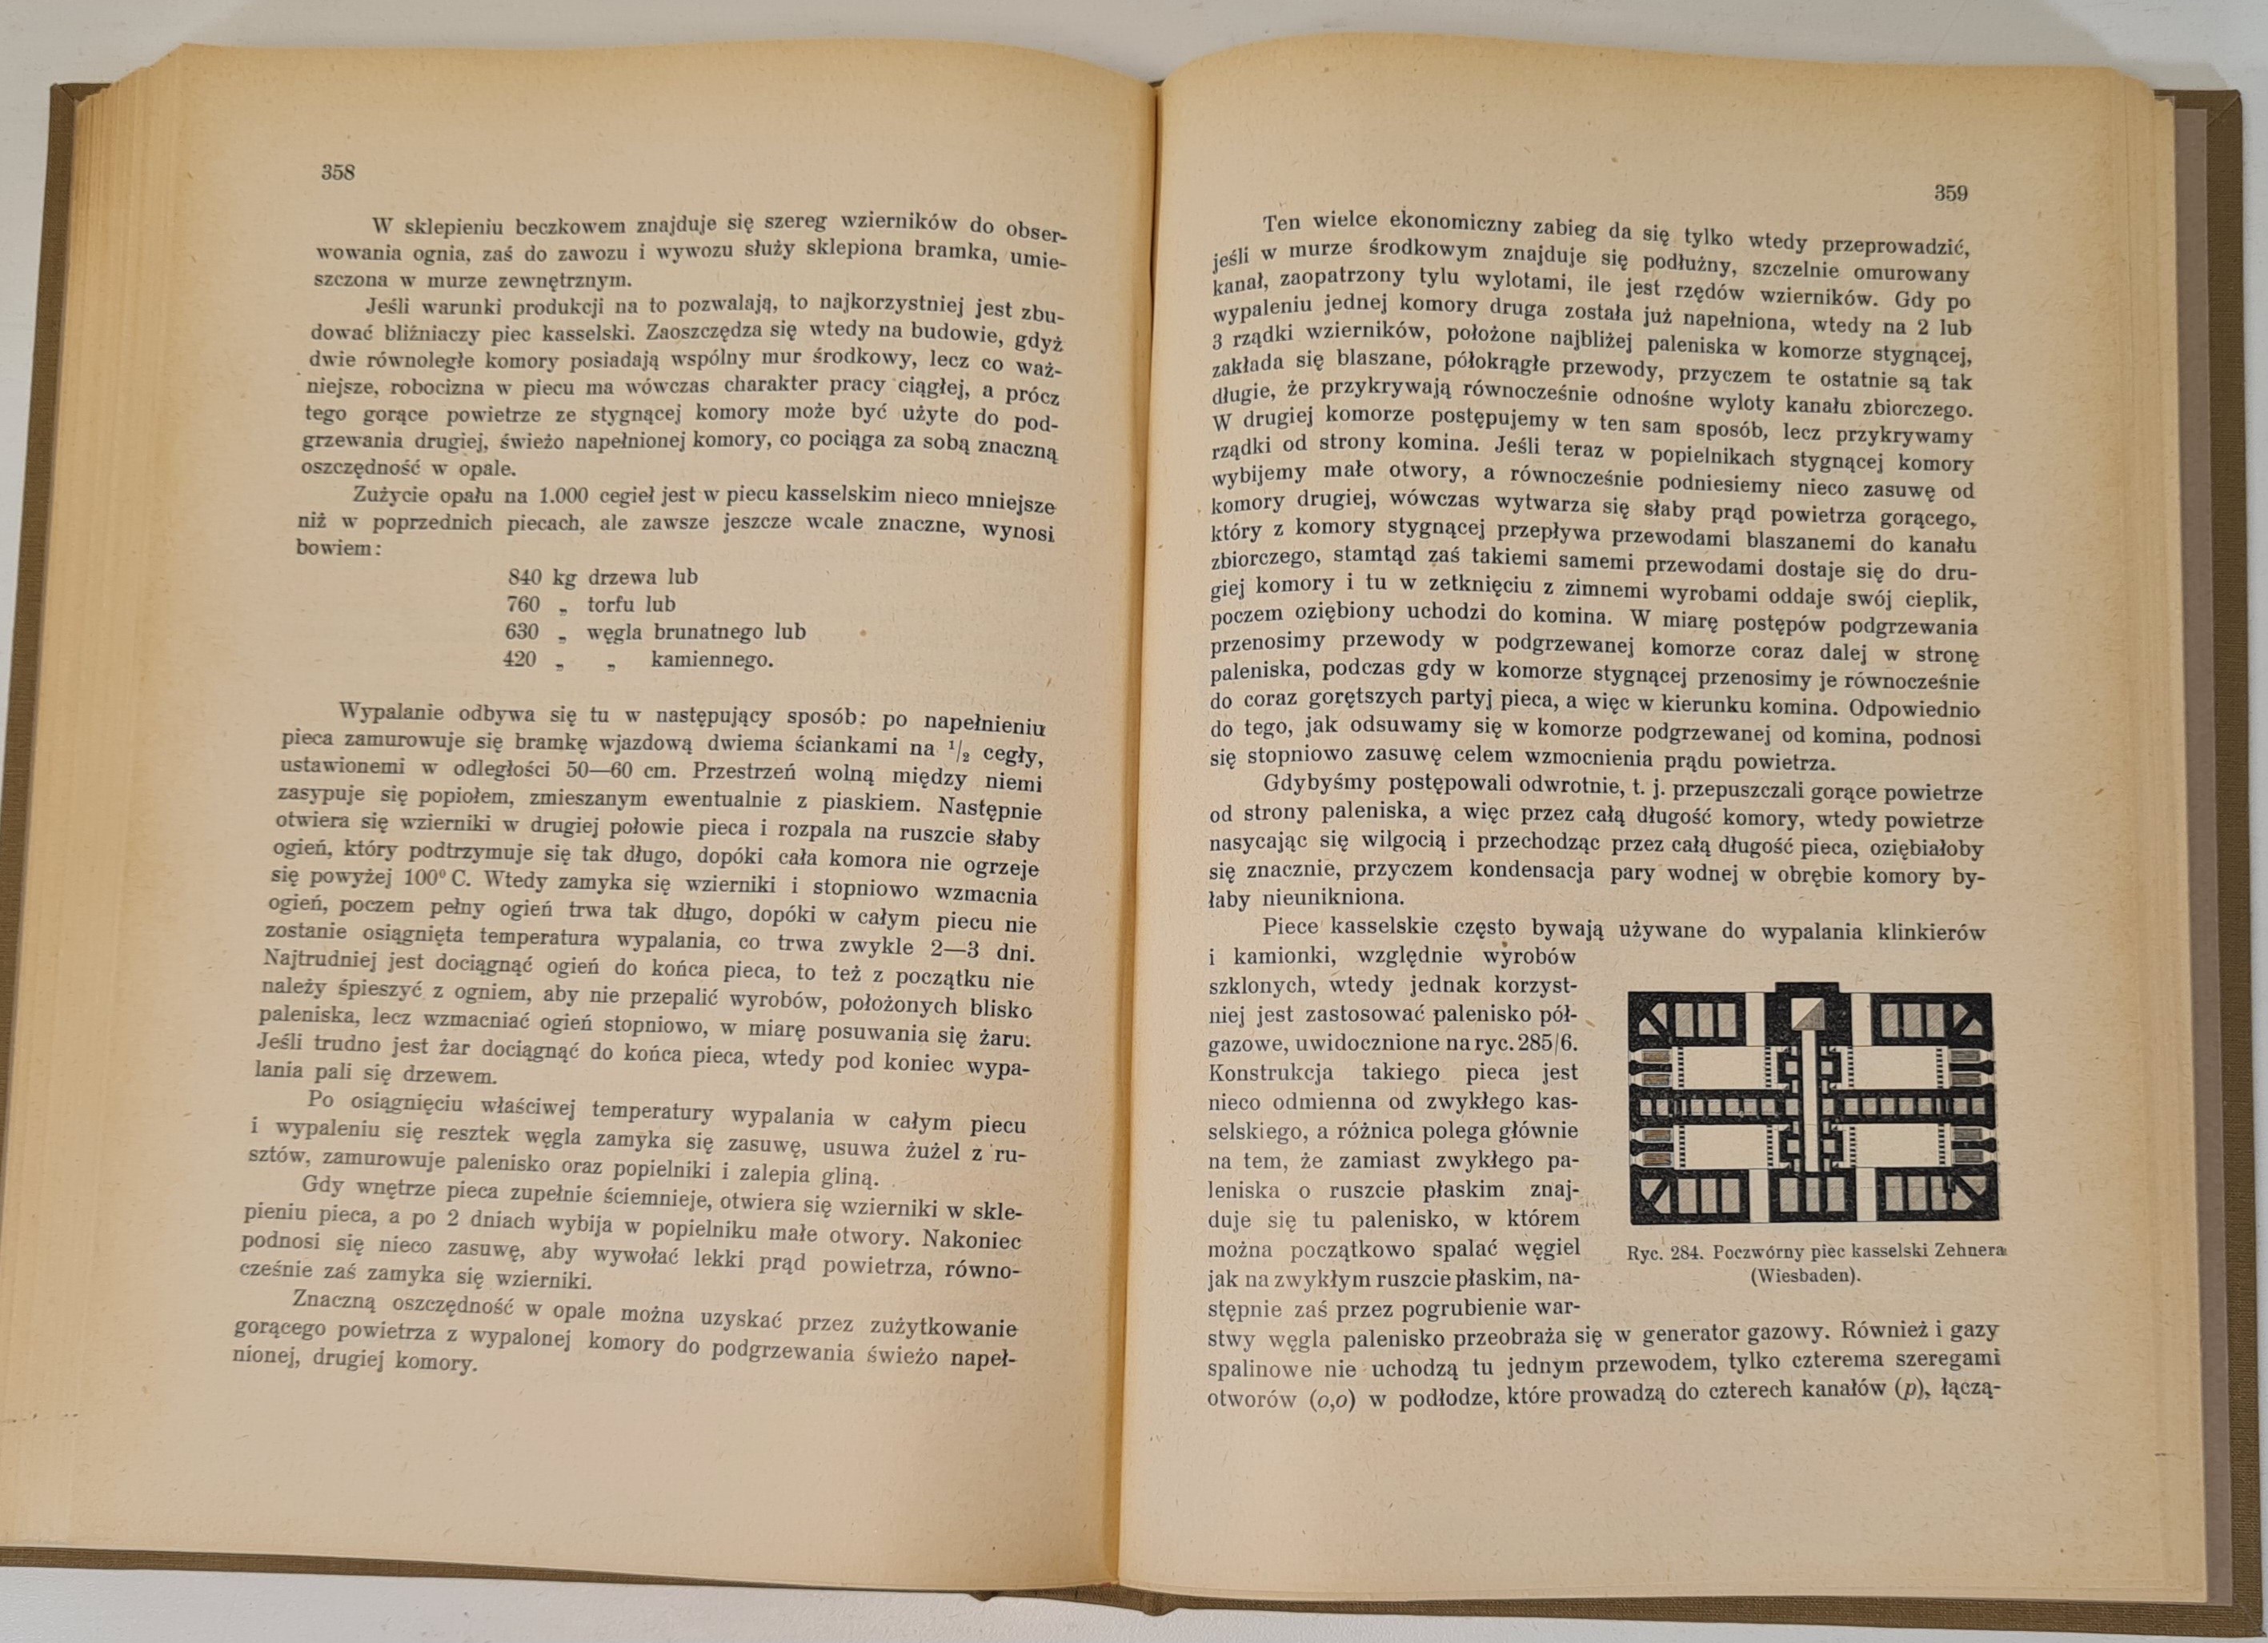 358
W sklepieniu beczkowem znajduje się szereg wzierników do obser-
wowania ognia, zaś do zawozu i wywozu służy sklepiona bramka, umie-
szczona w murze zewnętrznym.
Jeśli warunki produkcji na to pozwalają, to najkorzystniej jest zbu-
dować bliźniaczy piec kasselski. Zaoszczędza się wtedy na budowie, gdyż
dwie równoległe komory posiadają wspólny mur środkowy, lecz co waż-
niejsze, robocizna w piecu ma wówczas charakter pracy ciągłej, a prócz
tego gorące powietrze ze stygnącej komory może być użyte do pod-
grzewania drugiej, świeżo napełnionej komory, co pociąga za sobą znaczną
oszczędność w opale.
Zużycie opału na 1.000 cegieł jest w piecu kasselskim nieco mniejsze
niż w poprzednich piecach, ale zawsze jeszcze wcale znaczne, wynosi
bowiem:
840 kg drzewa lub
760 „ torfu lub
630 „ węgla brunatnego lub
420 „ „ kamiennego.
Wypalanie odbywa się tu w następujący sposób: po napełnieniu
pieca zamurowuje się bramkę wjazdową dwiema ściankami na 1/2 cegły,
ustawionemi w odległości 50—60 cm. Przestrzeń wolną między niemi
zasypuje się popiołem, zmieszanym ewentualnie z piaskiem. Następnie
otwiera się wzierniki w drugiej połowie pieca i rozpala na ruszcie słaby
ogień, który podtrzymuje się tak długo, dopóki cała komora nie ogrzeje
się powyżej 100° C. Wtedy zamyka się wzierniki i stopniowo wzmacnia
ogień, poczem pełny ogień trwa tak długo, dopóki w całym piecu nie
zostanie osiągnięta temperatura wypalania, co trwa zwykle 2—3 dni.
Najtrudniej jest dociągnąć ogień do końca pieca, to też z początku nie
należy śpieszyć z ogniem, aby nie przepalić wyrobów, położonych blisko
paleniska, lecz wzmacniać ogień stopniowo, w miarę posuwania się żaru.
Jeśli trudno jest żar dociągnąć do końca pieca, wtedy pod koniec wypa-
lania pali się drzewem.
Po osiągnięciu właściwej temperatury wypalania w całym piecu
i wypaleniu się resztek węgla zamyka się zasuwę, usuwa żużel z ru-
sztów, zamurowuje palenisko oraz popielniki i zalepia gliną.
Gdy wnętrze pieca zupełnie ściemnieje, otwiera się wzierniki w skle-
pieniu pieca, a po 2 dniach wybija w popielniku małe otwory. Nakoniec
podnosi się nieco zasuwę, aby wywołać lekki prąd powietrza, równo-
cześnie zaś zamyka się wzierniki.
Znaczną oszczędność w opale można uzyskać przez zużytkowanie
gorącego powietrza z wypalonej komory do podgrzewania świeżo napeł-
nionej, drugiej komory.
359
Ten wielce ekonomiczny zabieg da się tylko wtedy przeprowadzić,
jeśli w murze środkowym znajduje się podłużny, szczelnie omurowany
kanał, zaopatrzony tylu wylotami, ile jest rzędów wzierników. Gdy po
wypaleniu jednej komory druga została już napełniona, wtedy na 2 lub
3 rządki wzierników, położone najbliżej paleniska w komorze stygnącej,
zakłada się blaszane, półokrągłe przewody, przyczem te ostatnie są tak
długie, że przykrywają równocześnie odnośne wyloty kanału zbiorczego.
W drugiej komorze postępujemy w ten sam sposób, lecz przykrywamy
rządki od strony komina. Jeśli teraz w popielnikach stygnącej komory
wybijemy małe otwory, a równocześnie podniesiemy nieco zasuwę od
komory drugiej, wówczas wytwarza się słaby prąd powietrza gorącego,
który z komory stygnącej przepływa przewodami blaszanemi do kanału
zbiorczego, stamtąd zaś takiemi samemi przewodami dostaje się do dru-
giej komory i tu w zetknięciu z zimnemi wyrobami oddaje swój cieplik,
poczem oziębiony uchodzi do komina. W miarę postępów podgrzewania
przenosimy przewody w podgrzewanej komorze coraz dalej w stronę
paleniska, podczas gdy w komorze stygnącej przenosimy je równocześnie
do coraz gorętszych partyj pieca, a więc w kierunku komina. Odpowiednio
do tego, jak odsuwamy się w komorze podgrzewanej od komina, podnosi
się stopniowo zasuwę celem wzmocnienia prądu powietrza.
Gdybyśmy postępowali odwrotnie, t. j. przepuszczali gorące powietrze
od strony paleniska, a więc przez całą długość komory, wtedy powietrze
nasycając się wilgocią i przechodząc przez całą długość pieca, oziębiałoby
się znacznie, przyczem kondensacja pary wodnej w obrębie komory by-
łaby nieunikniona.
Piece kasselskie często bywają używane do wypalania klinkierów
i kamionki, względnie wyrobów
szklonych, wtedy jednak korzyst-
niej jest zastosować palenisko pół-
gazowe, uwidocznione na ryc. 285/6.
Konstrukcja takiego pieca jest
nieco odmienna od zwykłego kas-
selskiego, a różnica polega głównie
na tem, że zamiast zwykłego pa-
leniska o ruszcie płaskim znaj-
duje się tu palenisko, w którem
można początkowo spalać węgiel
jak na zwykłym ruszcie płaskim, na-
stępnie zaś przez pogrubienie war-
stwy węgla palenisko przeobraża się w generator gazowy. Również i gazy
spalinowe nie uchodzą tu jednym przewodem, tylko czterema szeregami
otworów (o,o) w podłodze, które prowadzą do czterech kanałów (p), łączą-
Ryc. 284. Poczwórny piec kasselski Zehnera
(Wiesbaden).